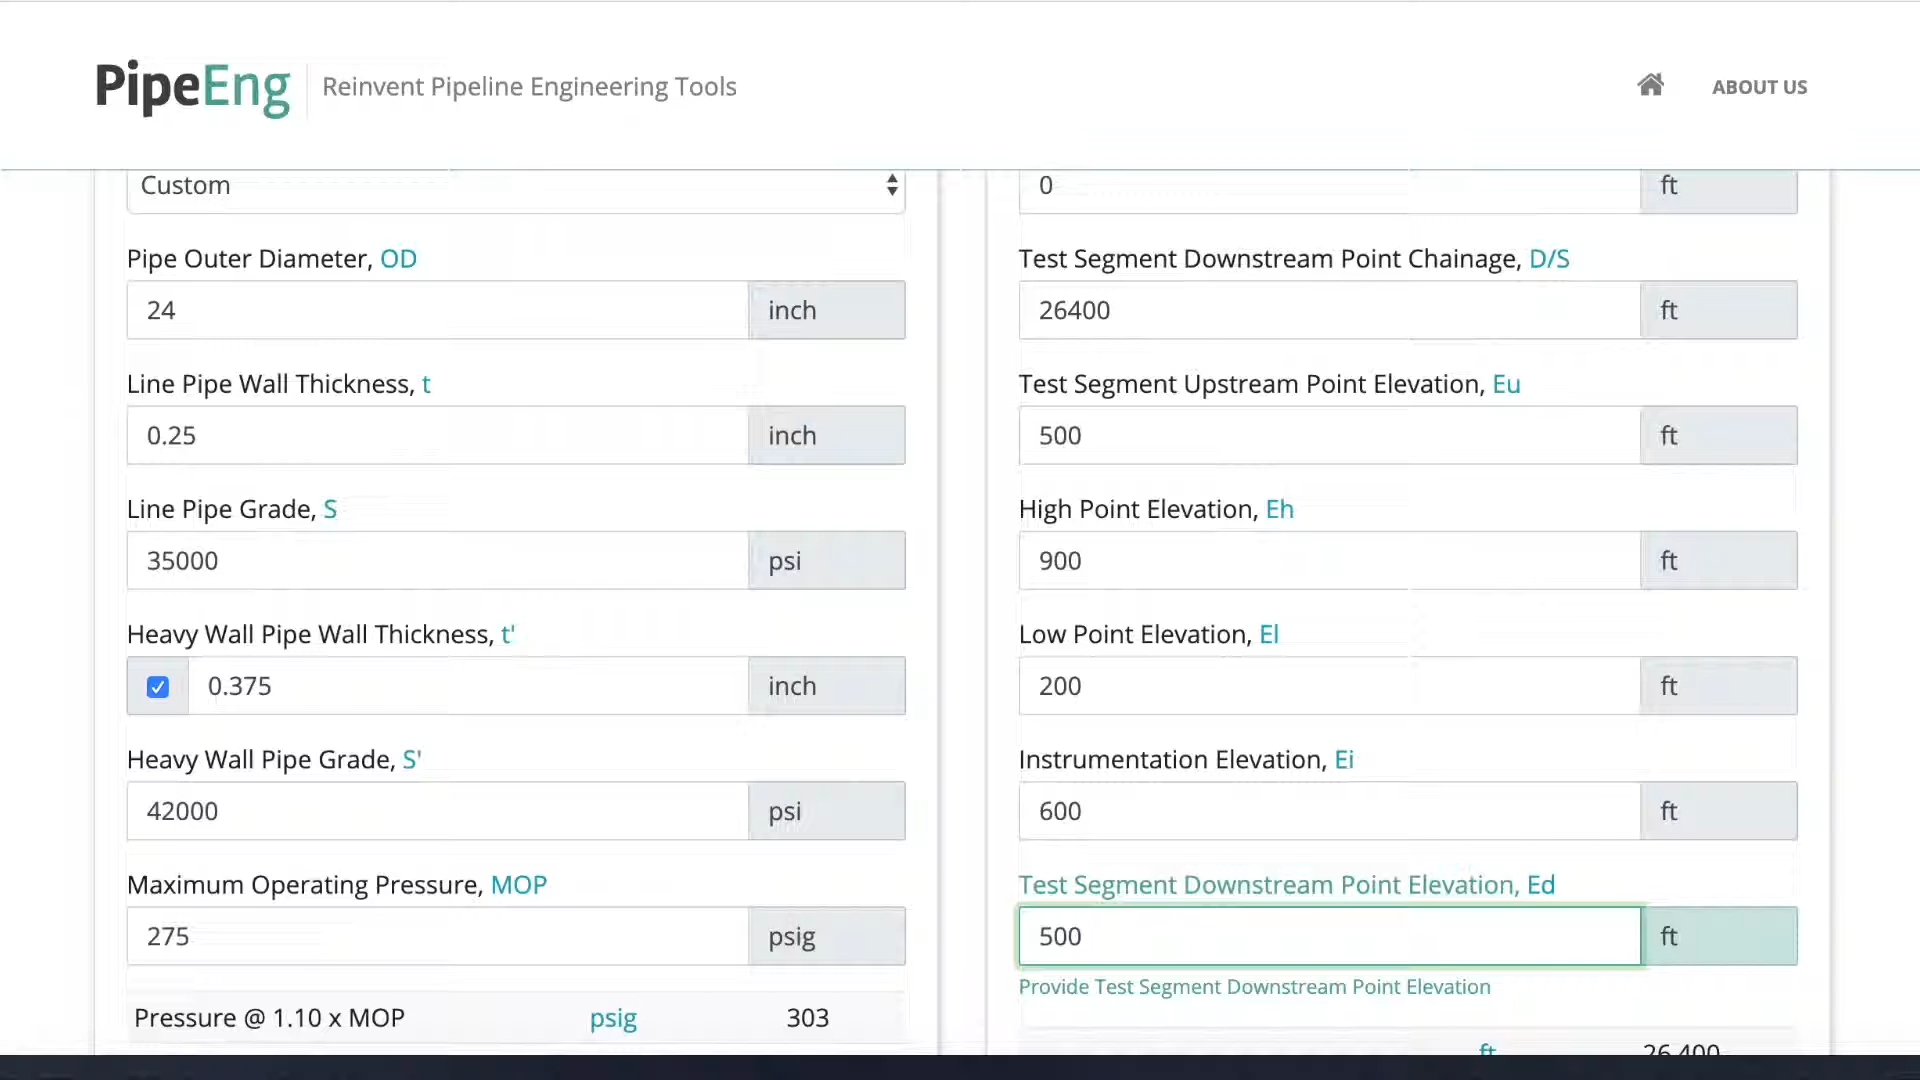 PipeEng
Reinvent Pipeline Engineering Tools
ABOUT US
Custom
Pipe Outer Diameter, OD
24
inch
Line Pipe Wall Thickness, t
0.25
inch
Line Pipe Grade, S
35000
psi
Heavy Wall Pipe Wall Thickness, t'
0.375
inch
Heavy Wall Pipe Grade, S'
42000
psi
Maximum Operating Pressure, MOP
275
psig
Pressure @ 1.10 x MOP
psig
303
0
ft
Test Segment Downstream Point Chainage, D/S
26400
ft
Test Segment Upstream Point Elevation, Eu
500
ft
High Point Elevation, Eh
900
ft
Low Point Elevation, El
200
ft
Instrumentation Elevation, Ei
600
ft
Test Segment Downstream Point Elevation, Ed
500
ft
Provide Test Segment Downstream Point Elevation
ft
26,400